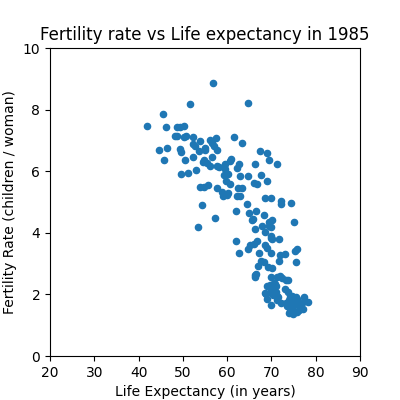 Fertility rate vs Life expectancy in 1985
10
8
6
4
2
0
Fertility Rate (children / woman)
20 30 40 50 60 70 80 90
Life Expectancy (in years)